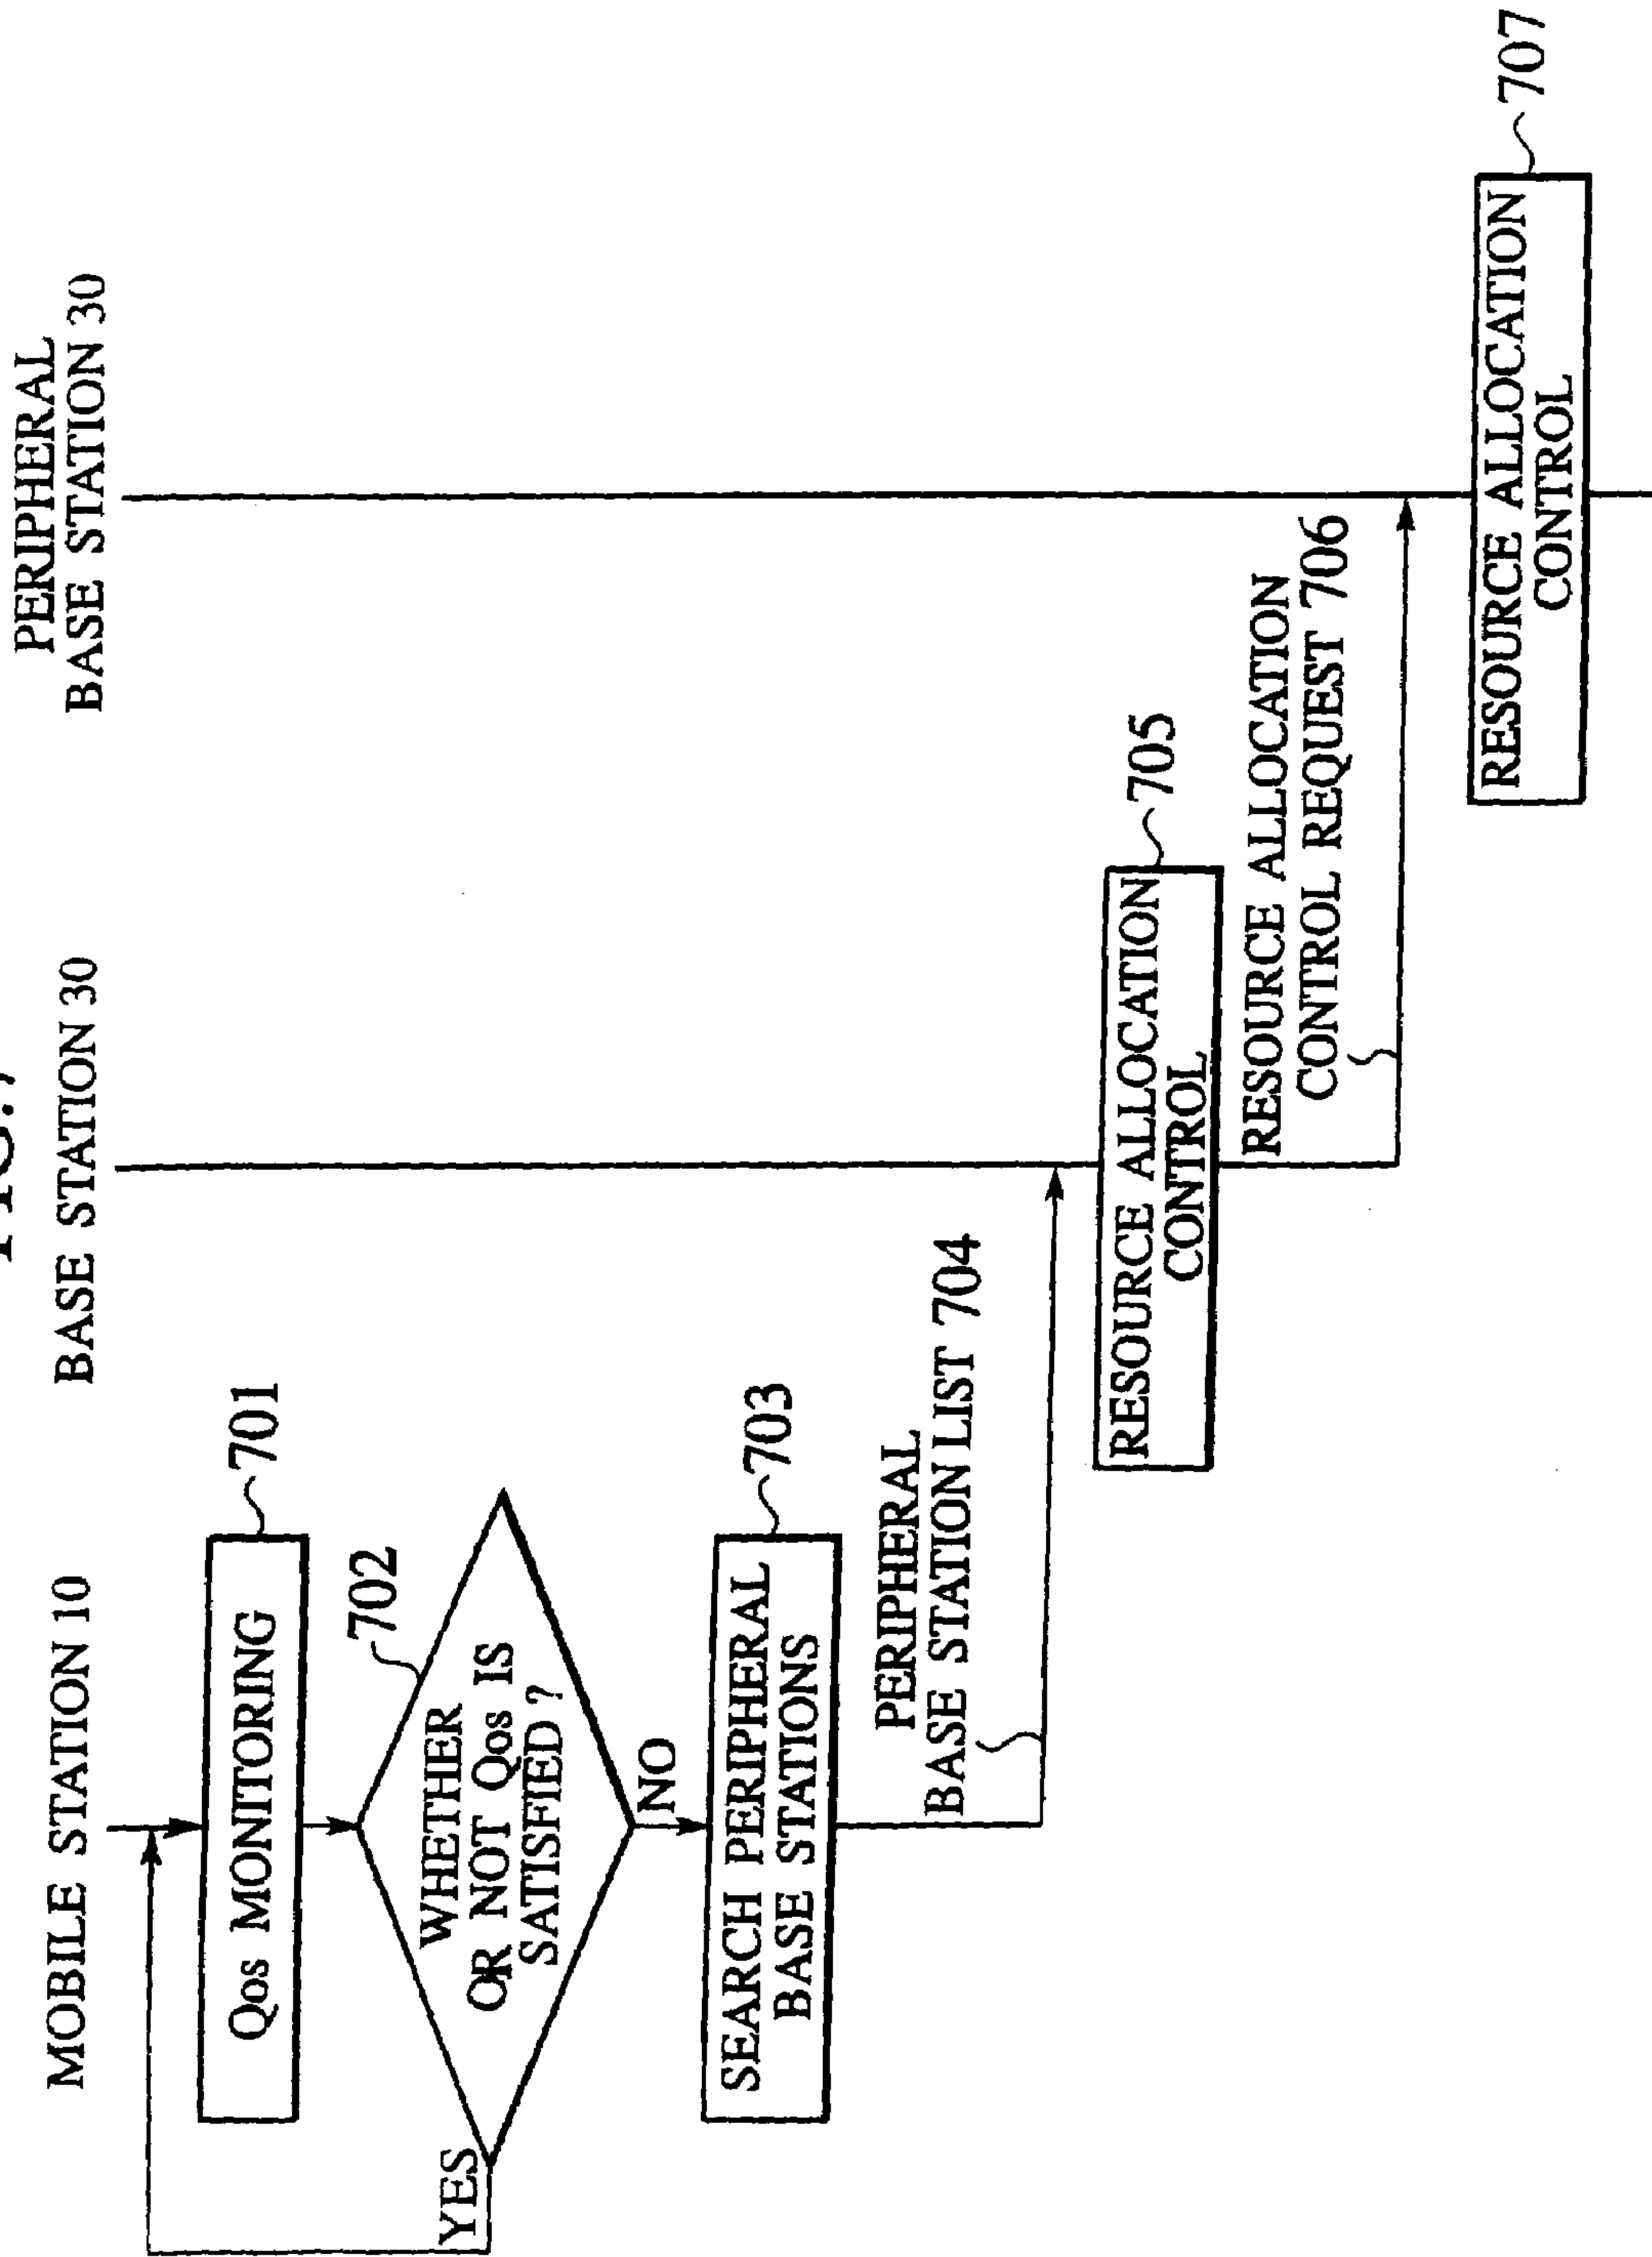 MOBILE STATION 10
BASE STATION 30
PERIPHERAL
BASE STATION 30
Qos MONITORING
701
702
WHETHER
OR NOT Qos IS
SATISFIED ?
YES
NO
SEARCH PERIPHERAL
BASE STATIONS
703
PERIPHERAL
BASE STATION LIST 704
RESOURCE ALLOCATION
CONTROL
705
RESOURCE ALLOCATION
CONTROL REQUEST 706
RESOURCE ALLOCATION
CONTROL
707